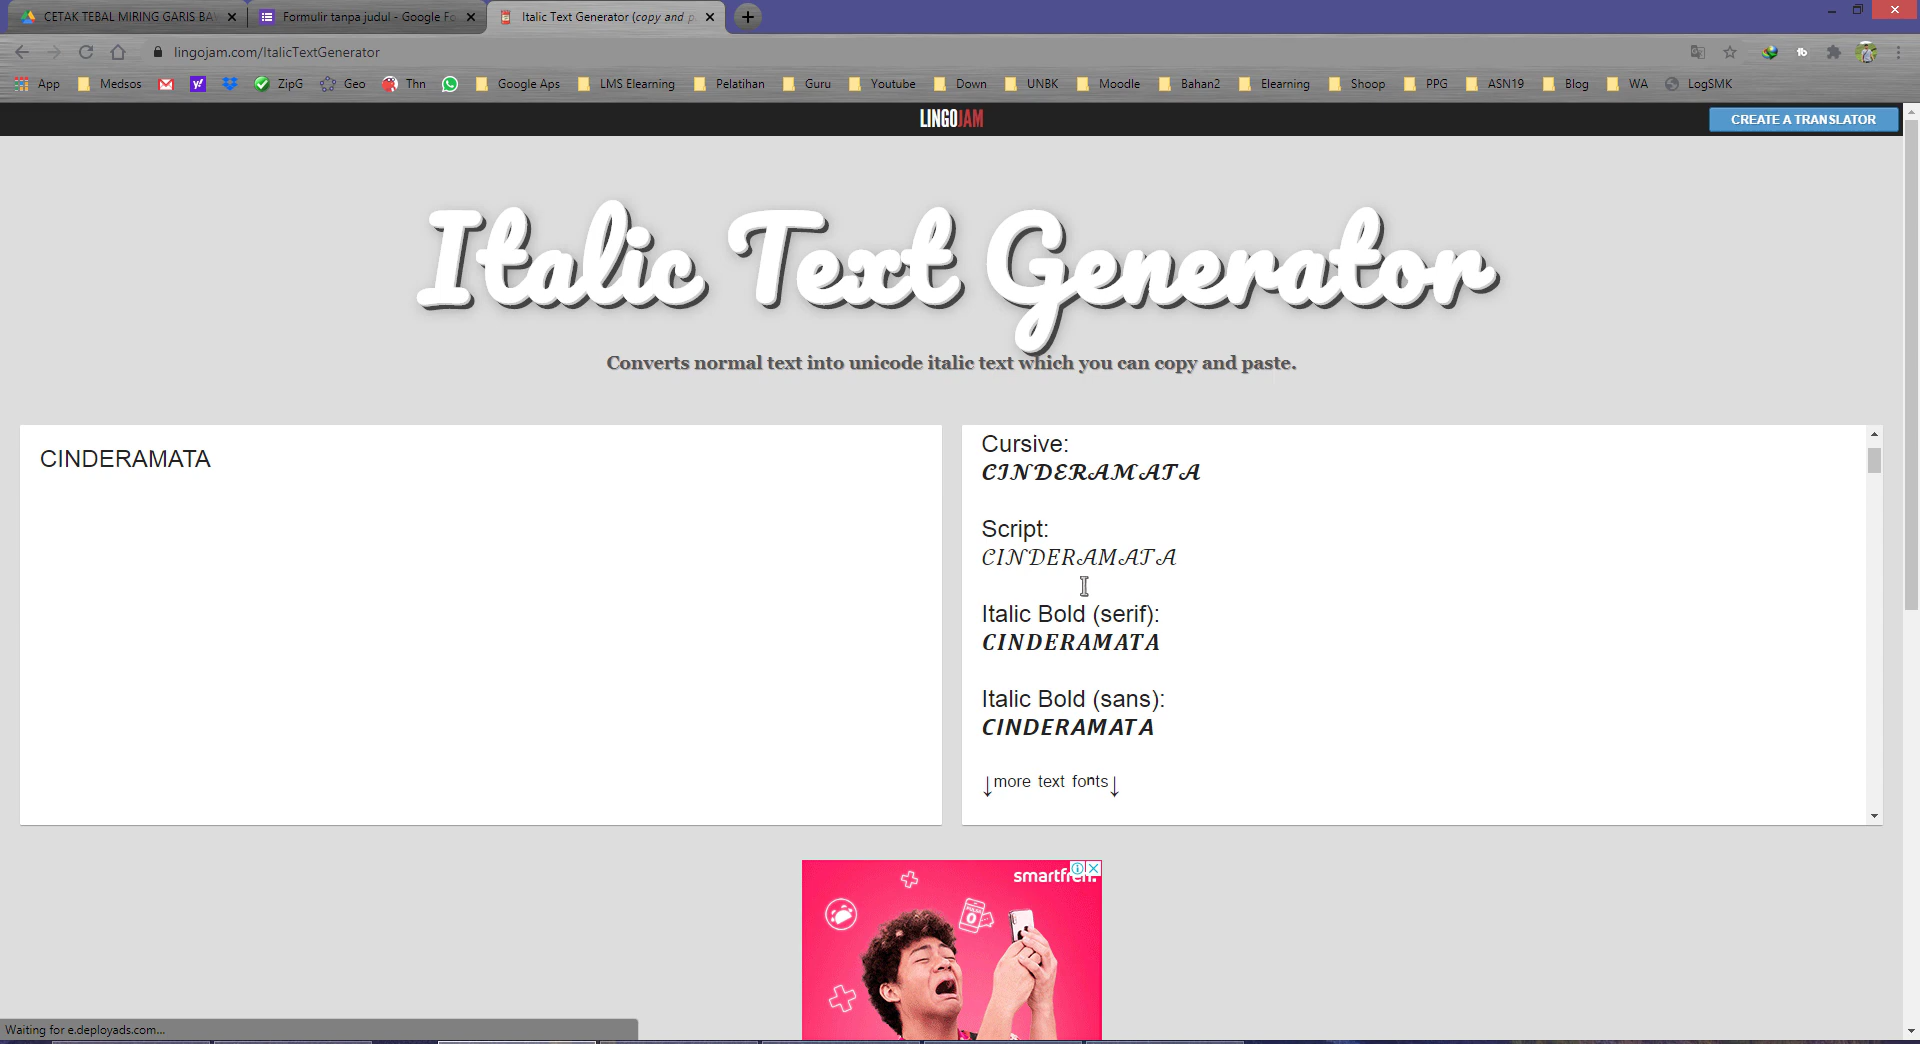 CETAK TEBAL MIRING GARIS BA
Formulir tanpa judul - Google Fo
Italic Text Generator (copy and p
lingojam.com/ItalicTextGenerator
App
Medsos
ZipG
Geo
Thn
Google Aps
LMS Elearning
Pelatihan
Guru
Youtube
Down
UNBK
Moodle
Bahan2
Elearning
Shoop
PPG
ASN19
Blog
WA
LogSMK
LINGOJAM
CREATE A TRANSLATOR
Italic Text Generator
Converts normal text into unicode italic text which you can copy and paste.
CINDERAMATA
Cursive:
𝓒𝓘𝓝𝓓𝓔𝓡𝓐𝓜𝓐𝓣𝓐
Script:
𝒞𝐼𝒩𝒟𝐸𝑅𝒜𝑀𝒜𝒯𝒜
Italic Bold (serif):
𝑪𝑰𝑵𝑫𝑬𝑹𝑨𝑴𝑨𝑻𝑨
Italic Bold (sans):
𝘾𝙄𝙉𝘿𝙀𝙍𝘼𝙈𝘼𝙏𝘼
↓more text fonts↓
smartfren.
PULSA
0
Waiting for e.deployads.com...